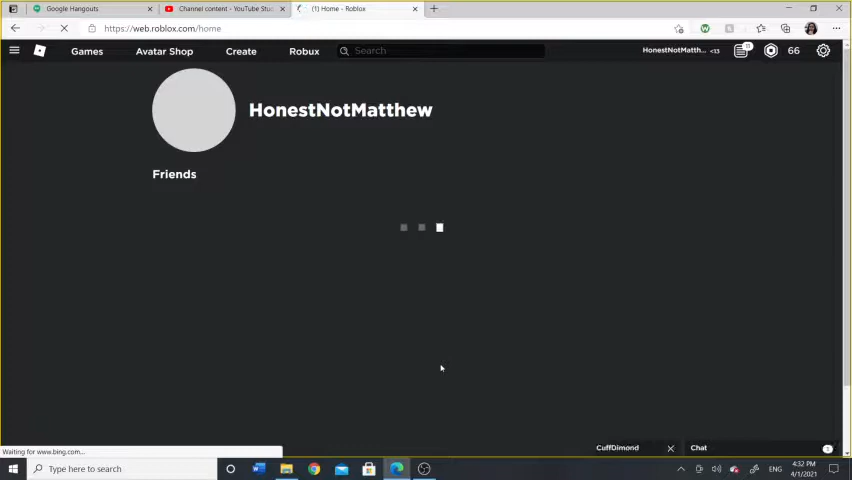 Google Hangouts
Channel content - YouTube Stu
(1) Home - Roblox
https://web.roblox.com/home
Games
Avatar Shop
Create
Robux
Search
HonestNotMatth... <13
11
66
HonestNotMatthew
Friends
Waiting for www.bing.com...
CuffDimond
Chat
Type here to search
ENG
4:32 PM
4/1/2021